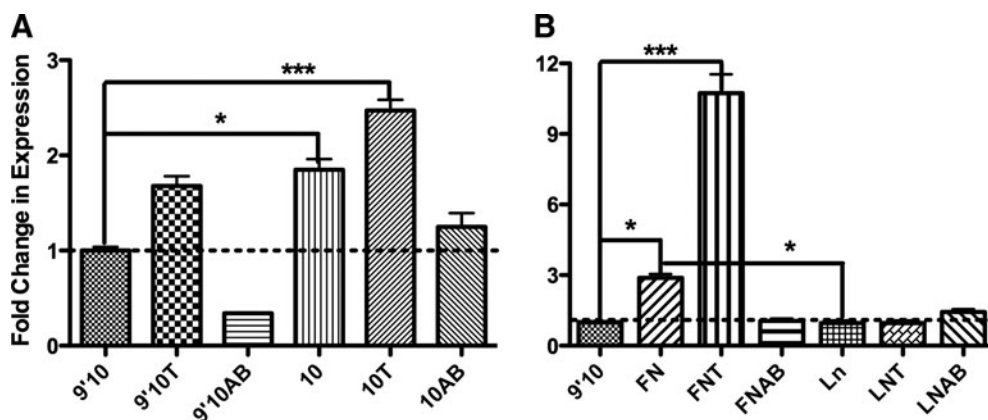 A
Fold Change in Expression
3
2
1
0
***
*
9'10
9'10T
9'10AB
10
10T
10AB
B
12
9
6
3
0
***
*
*
9'10
FN
FNT
FNAB
Ln
LNT
LNAB